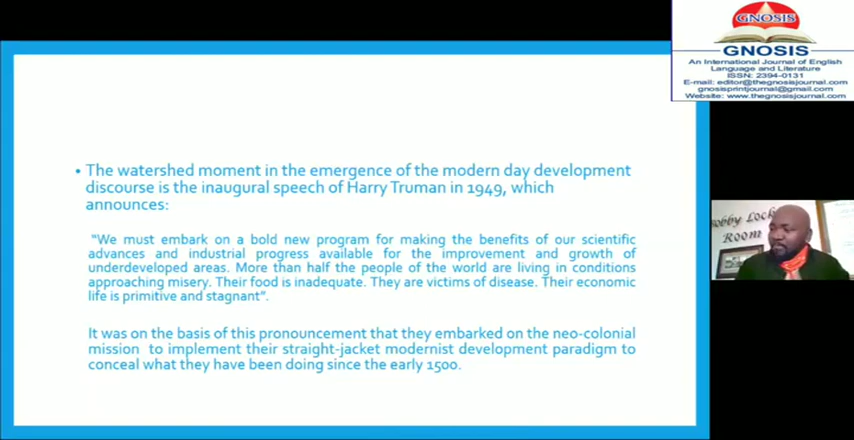 GNOSIS
GNOSIS
An International Journal of English
Language and Literature
ISSN: 2394-0131
E-mail: editor@thegnosisjournal.com
gnosisprintjournal@gmail.com
Website: www.thegnosisjournal.com
• The watershed moment in the emergence of the modern day development
discourse is the inaugural speech of Harry Truman in 1949, which
announces:
"We must embark on a bold new program for making the benefits of our scientific
advances and industrial progress available for the improvement and growth of
underdeveloped areas. More than half the people of the world are living in conditions
approaching misery. Their food is inadequate. They are victims of disease. Their economic
life is primitive and stagnant".
It was on the basis of this pronouncement that they embarked on the neo-colonial
mission to implement their straight-jacket modernist development paradigm to
conceal what they have been doing since the early 1500.
obby Lock
Room